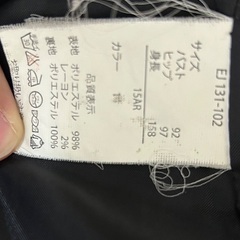 EJ 131-102
サイズ
バスト 92
ヒップ 97
身長 158
15AR
カラー
品質表示
表地 ポリエステル 98%
レーヨン 2%
裏地 ポリエステル 100%